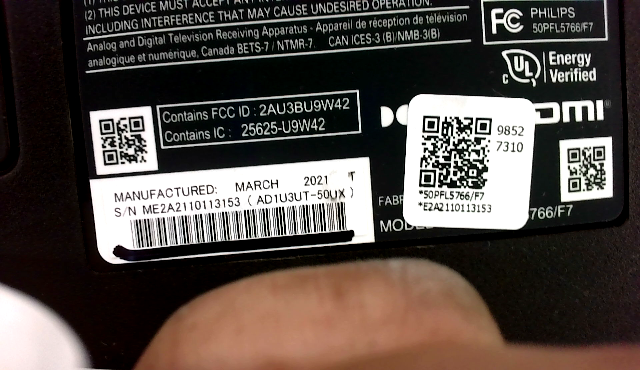 (2) THIS DEVICE MUST ACCEPT ANY
INCLUDING INTERFERENCE THAT MAY CAUSE UNDESIRED OPERATION.
Analog and Digital Television Receiving Apparatus - Appareil de réception de télévision
analogique et numérique, Canada BETS-7 / NTMR-7. CAN ICES-3 (B)/NMB-3(B)
FC PHILIPS
50PFL5766/F7
c UL Energy
Verified
Contains FCC ID : 2AU3BU9W42
Contains IC : 25625-U9W42
MANUFACTURED: MARCH 2021 T
S/N ME2A2110113153 ( AD1U3UT-50UX )
9852
7310
*50PFL5766/F7
*E2A2110113153
5766/F7